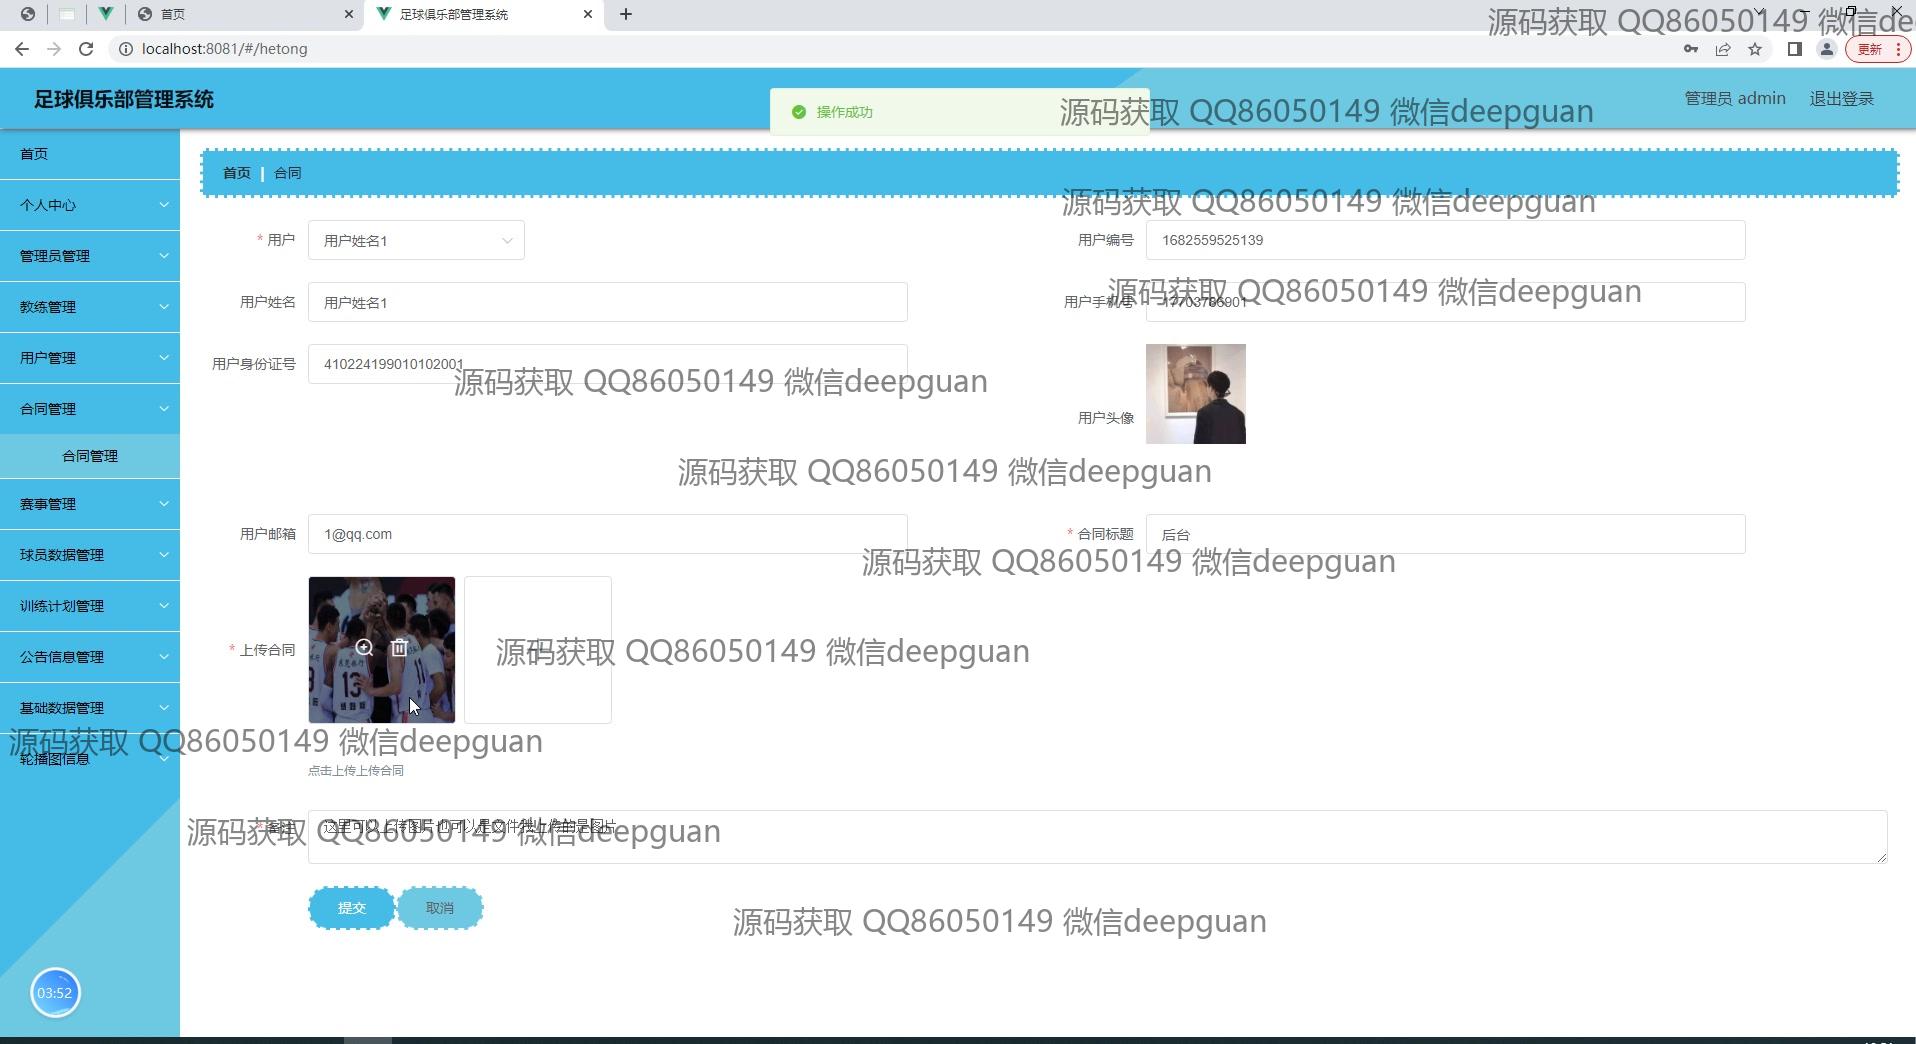 首页
足球俱乐部管理系统
源码获取 QQ86050149 微信deepguan
localhost:8081/#/hetong
更新
足球俱乐部管理系统
操作成功
源码获取 QQ86050149 微信deepguan
管理员 admin 退出登录
首页
个人中心
管理员管理
教练管理
用户管理
合同管理
合同管理
赛事管理
球员数据管理
训练计划管理
公告信息管理
基础数据管理
轮播图信息
首页 | 合同
源码获取 QQ86050149 微信deepguan
* 用户 用户姓名1
用户编号 1682559525139
源码获取 QQ86050149 微信deepguan
用户姓名 用户姓名1
用户手机号 17703786901
用户身份证号 410224199010102001
源码获取 QQ86050149 微信deepguan
用户头像
源码获取 QQ86050149 微信deepguan
用户邮箱 1@qq.com
* 合同标题 后台
源码获取 QQ86050149 微信deepguan
* 上传合同
13
11
源码获取 QQ86050149 微信deepguan
源码获取 QQ86050149 微信deepguan
点击上传上传合同
* 备注 这里可以上传图片也可以是文件我上传的是图片
源码获取 QQ86050149 微信deepguan
提交 取消
源码获取 QQ86050149 微信deepguan
03:52